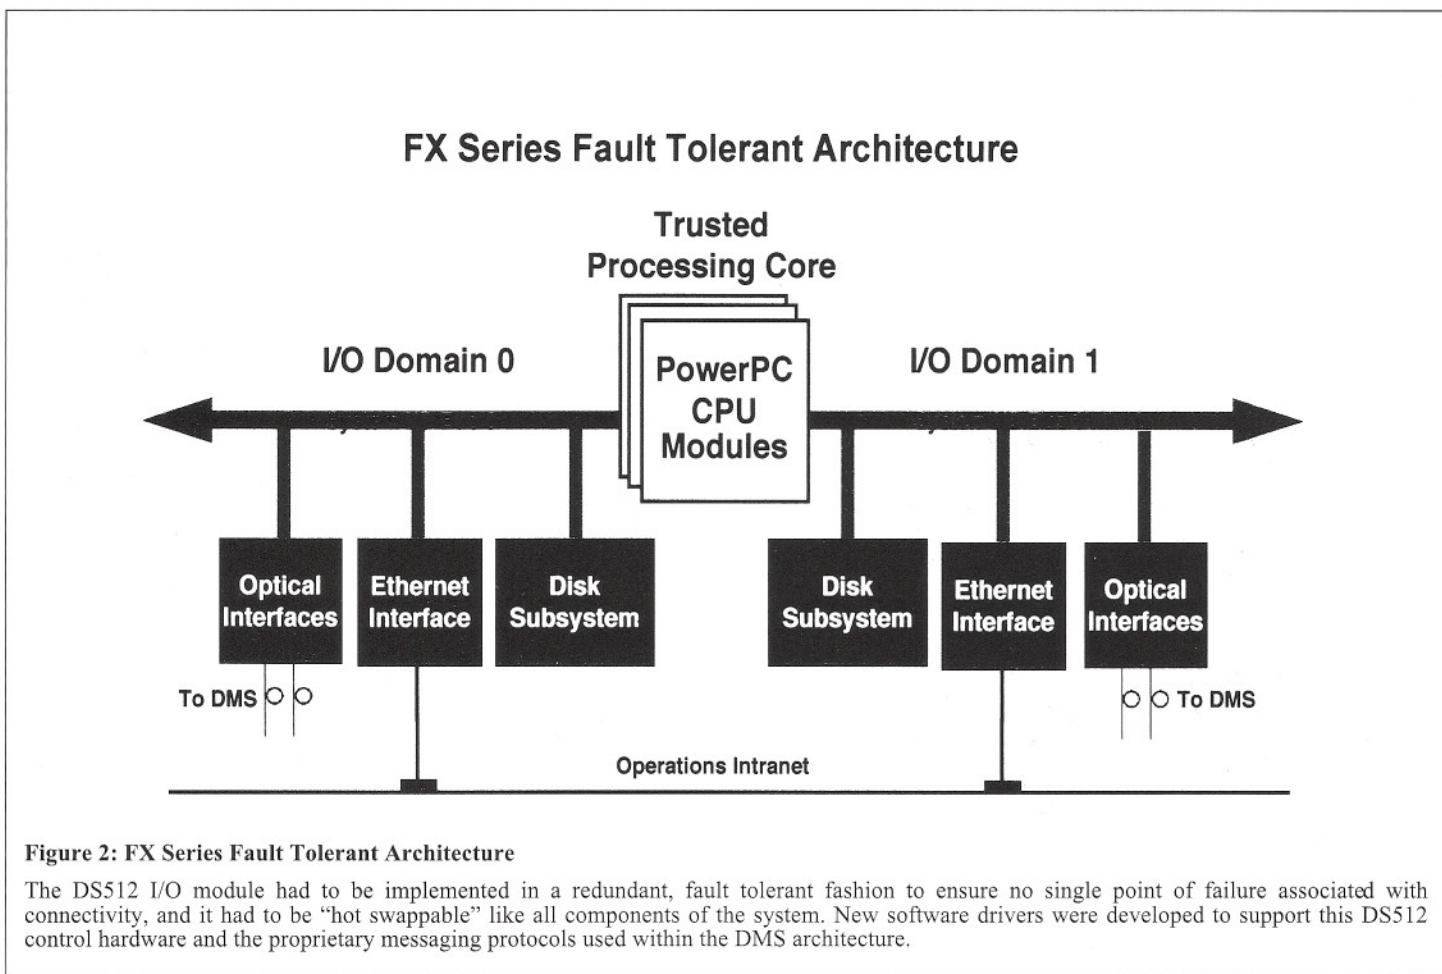 FX Series Fault Tolerant Architecture
Trusted
Processing Core
I/O Domain 0
I/O Domain 1
PowerPC
CPU
Modules
Optical
Interfaces
Ethernet
Interface
Disk
Subsystem
Disk
Subsystem
Ethernet
Interface
Optical
Interfaces
To DMS
To DMS
Operations Intranet
Figure 2: FX Series Fault Tolerant Architecture
The DS512 I/O module had to be implemented in a redundant, fault tolerant fashion to ensure no single point of failure associated with
connectivity, and it had to be “hot swappable” like all components of the system. New software drivers were developed to support this DS512
control hardware and the proprietary messaging protocols used within the DMS architecture.